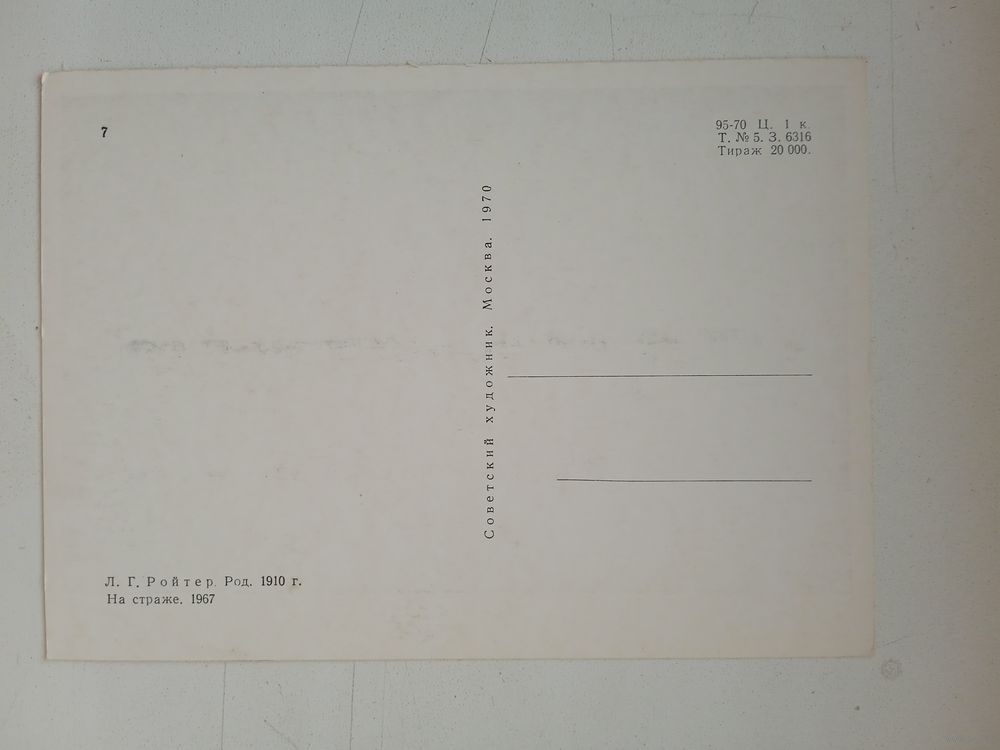 7
95-70 Ц. 1 к.
Т. № 5. З. 6316
Тираж 20 000.
Советский художник. Москва. 1970
Л. Г. Ройтер. Род. 1910 г.
На страже. 1967